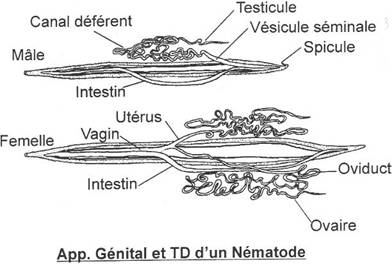 Testicule
Canal déférent
Vésicule séminale
Mâle
Spicule
Intestin
Utérus
Vagin
Femelle
Oviduct
Intestin
Ovaire
App. Génital et TD d'un Nématode